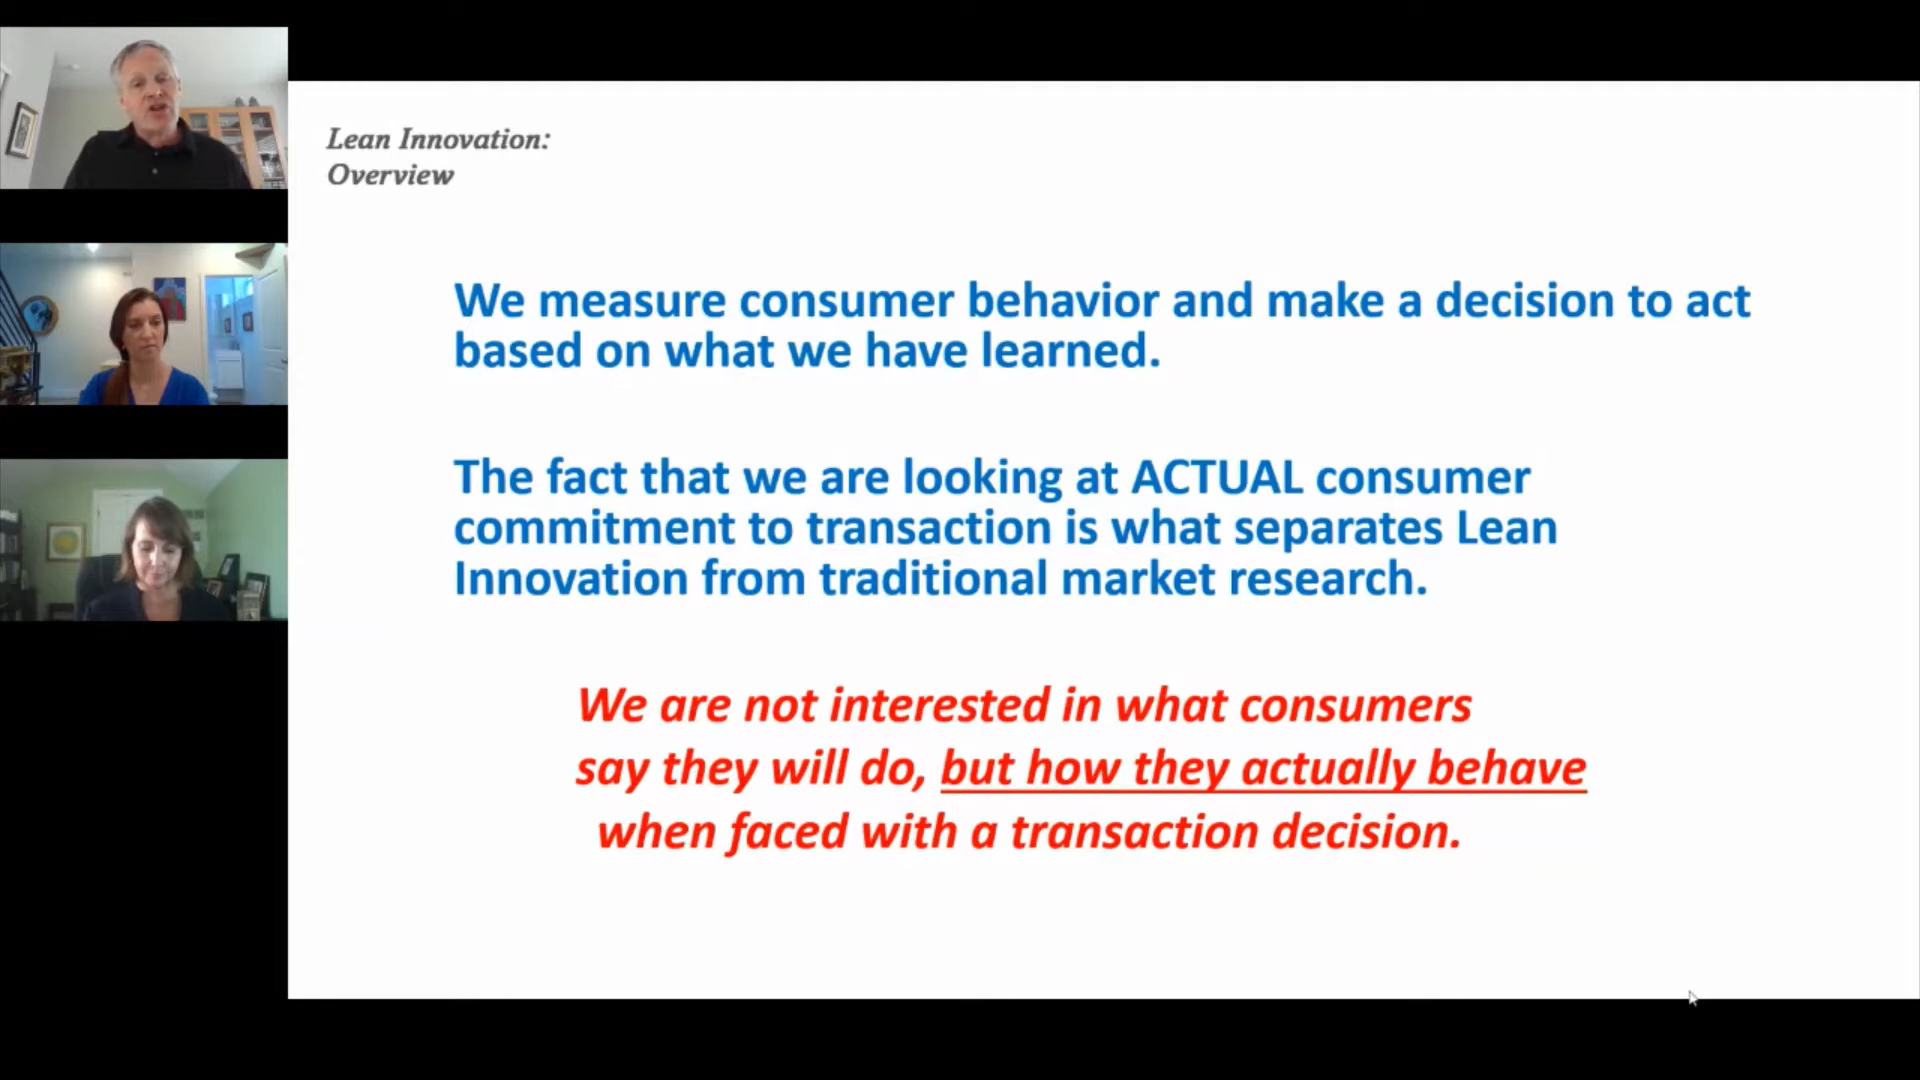 Lean Innovation:
Overview
We measure consumer behavior and make a decision to act
based on what we have learned.
The fact that we are looking at ACTUAL consumer
commitment to transaction is what separates Lean
Innovation from traditional market research.
We are not interested in what consumers
say they will do, but how they actually behave
when faced with a transaction decision.